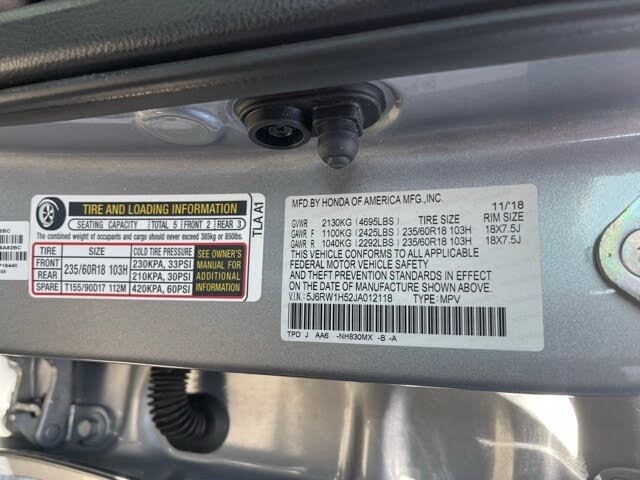 2BC
8A82BC
TIRE AND LOADING INFORMATION
SEATING CAPACITY TOTAL 5 FRONT 2 REAR 3
The combined weight of occupants and cargo should never exceed 385kg or 850lbs.
TIRE SIZE COLD TIRE PRESSURE
FRONT 235/60R18 103H 230KPA, 33PSI
REAR 210KPA, 30PSI
SPARE T155/90D17 112M 420KPA, 60PSI
SEE OWNER'S
MANUAL FOR
ADDITIONAL
INFORMATION
TLA A1
MFD.BY HONDA OF AMERICA MFG.,INC. 11/'18
GVWR 2130KG (4695LBS) TIRE SIZE RIM SIZE
GAWR F 1100KG (2425LBS) 235/60R18 103H 18X7.5J
GAWR R 1040KG (2292LBS) 235/60R18 103H 18X7.5J
THIS VEHICLE CONFORMS TO ALL APPLICABLE
FEDERAL MOTOR VEHICLE SAFETY
AND THEFT PREVENTION STANDARDS IN EFFECT
ON THE DATE OF MANUFACTURE SHOWN ABOVE.
V.I.N: 5J6RW1H52JA012118 TYPE: MPV
TPD J AA6 -NH830MX -B -A